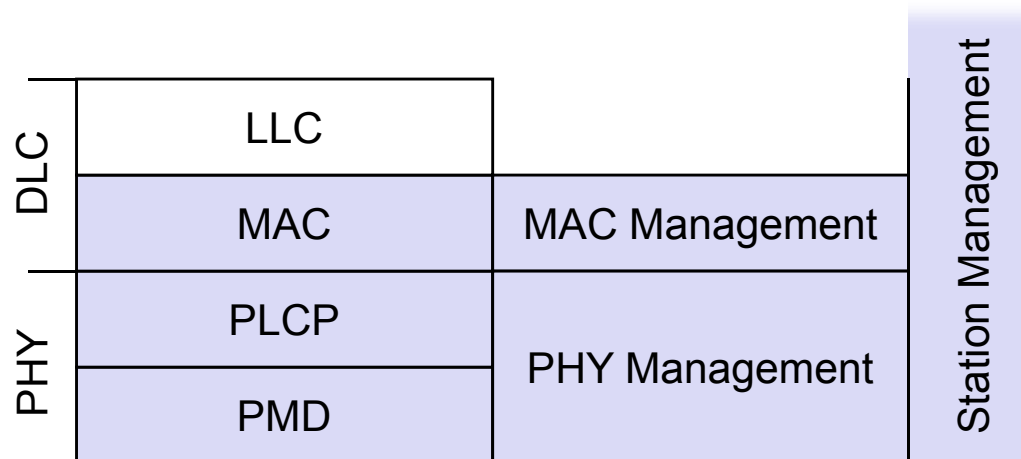 DLC
LLC
MAC
MAC Management
PHY
PLCP
PMD
PHY Management
Station Management